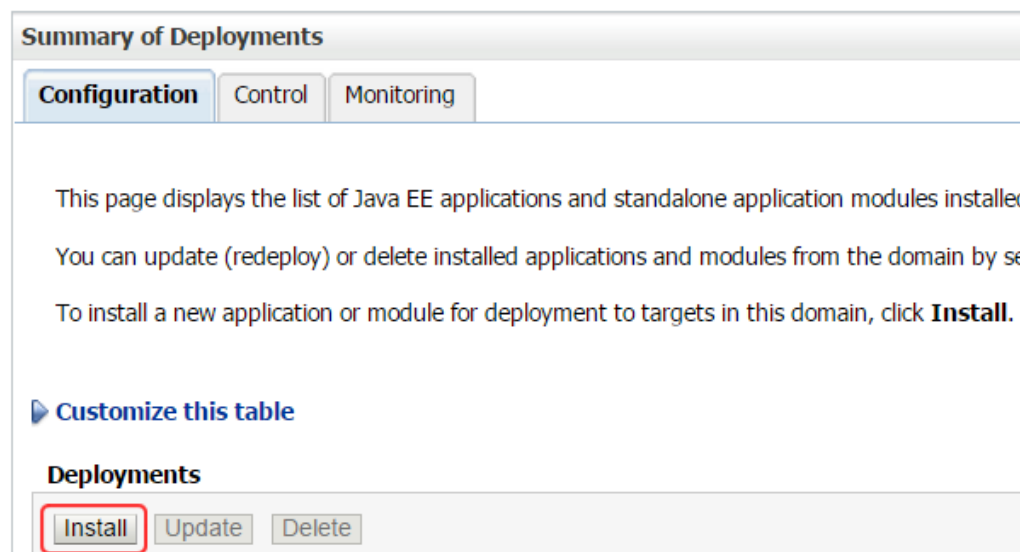 Summary of Deployments
Configuration Control Monitoring
This page displays the list of Java EE applications and standalone application modules installed
You can update (redeploy) or delete installed applications and modules from the domain by se
To install a new application or module for deployment to targets in this domain, click Install.
Customize this table
Deployments
Install Update Delete